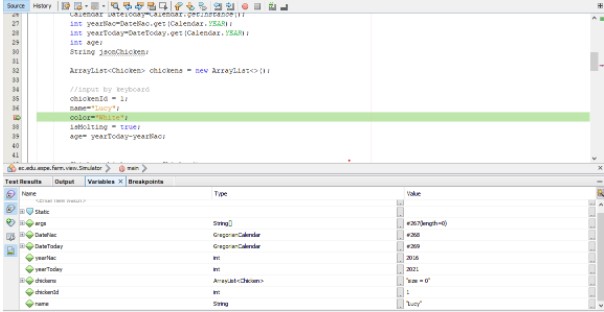 Source History
26 Calendar DateToday=Calendar.getInstance();
27 int yearNac=DateNac.get(Calendar.YEAR);
28 int yearToday=DateToday.get(Calendar.YEAR);
29 int age;
30 String jsonChicken;
31
32 ArrayList<Chicken> chickens = new ArrayList<>();
33
34 //input by keyboard
35 chickenId = 1;
36 name="Lucy";
color="White";
38 isMolting = true;
39 age= yearToday-yearNac;
40
41
ec.edu.espe.farm.view.Simulator main
Test Results Output Variables × Breakpoints
Name Type Value
<Enter new watch>
Static
args String[] #267(length=0)
DateNac GregorianCalendar #268
DateToday GregorianCalendar #269
yearNac int 2016
yearToday int 2021
chickens ArrayList<Chicken> "size = 0"
chickenId int 1
name String "Lucy"